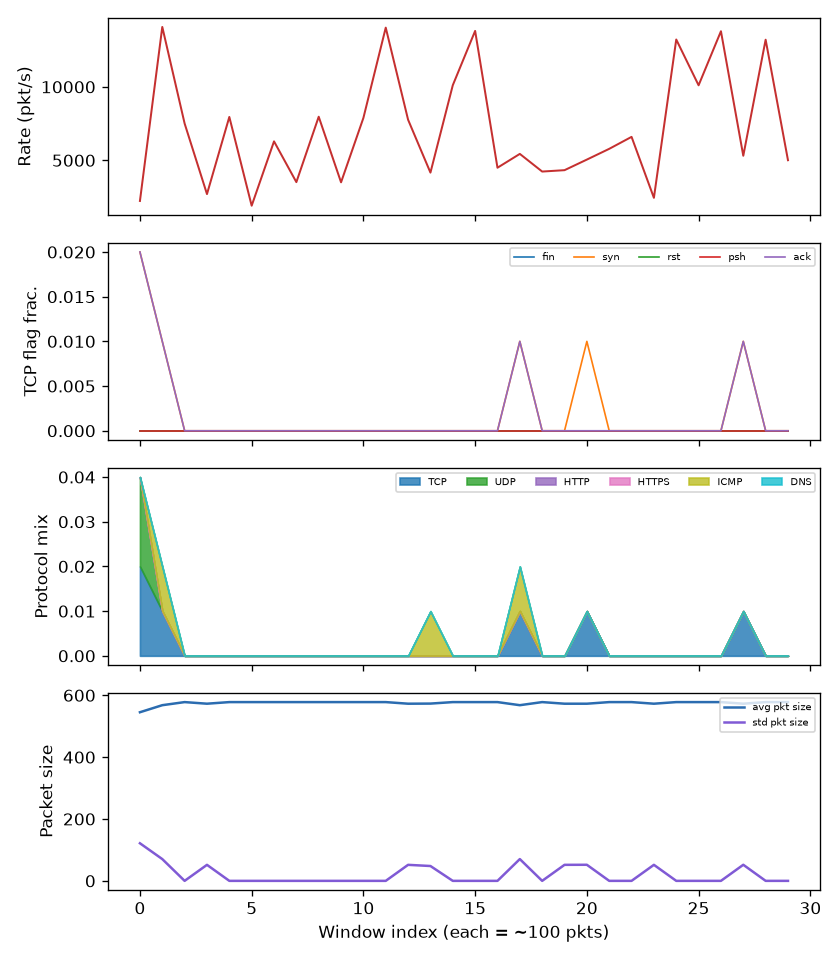 Rate (pkt/s)
10000
5000
TCP flag frac.
fin syn rst psh ack
0.020
0.015
0.010
0.005
0.000
Protocol mix
TCP UDP HTTP HTTPS ICMP DNS
0.04
0.03
0.02
0.01
0.00
Packet size
avg pkt size
std pkt size
600
400
200
0
0 5 10 15 20 25 30
Window index (each = ~100 pkts)